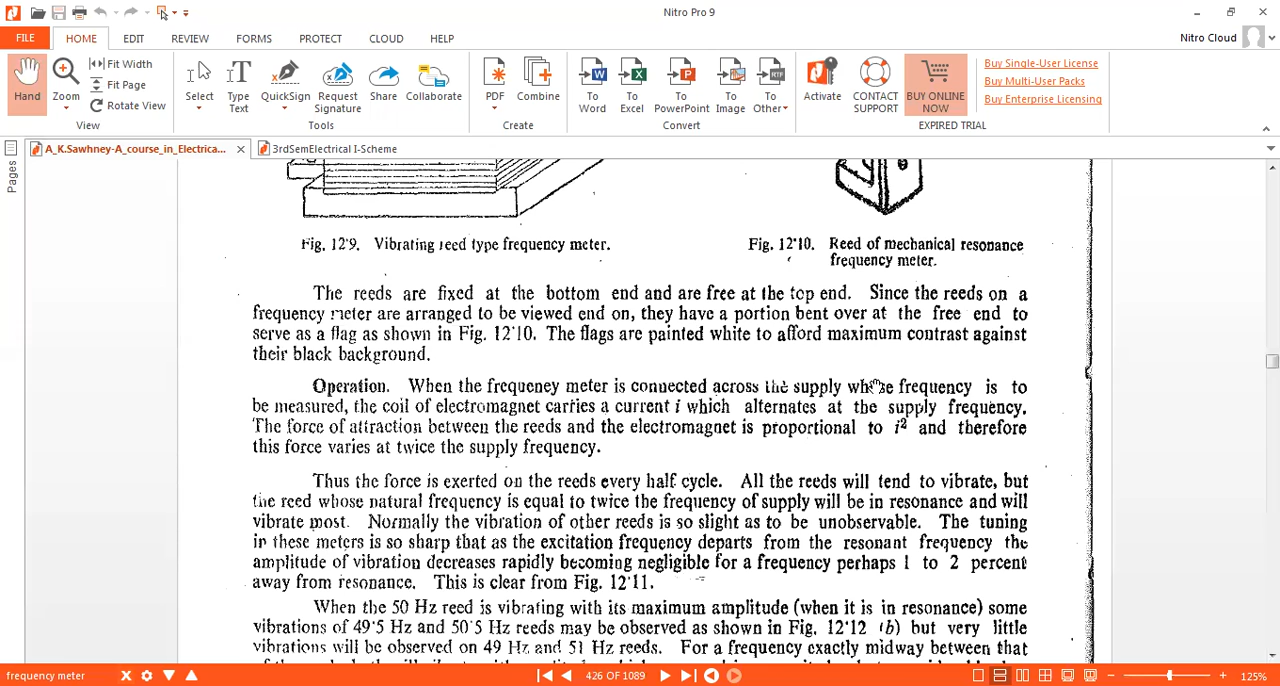 Nitro Pro 9
FILE HOME EDIT REVIEW FORMS PROTECT CLOUD HELP Nitro Cloud
Hand Zoom Fit Width Fit Page Rotate View View
Select Type Text QuickSign Request Signature Share Collaborate Tools
PDF Combine Create
To Word To Excel To PowerPoint To Image To Other Convert
Activate CONTACT SUPPORT BUY ONLINE NOW EXPIRED TRIAL
Buy Single-User License
Buy Multi-User Packs
Buy Enterprise Licensing
A_K.Sawhney-A_course_in_Electrica... 3rdSemElectrical I-Scheme
Pages
Fig. 12·9. Vibrating reed type frequency meter.
Fig. 12·10. Reed of mechanical resonance
frequency meter.
The reeds are fixed at the bottom end and are free at the top end. Since the reeds on a
frequency meter are arranged to be viewed end on, they have a portion bent over at the free end to
serve as a flag as shown in Fig. 12·10. The flags are painted white to afford maximum contrast against
their black background.
Operation. When the frequency meter is connected across the supply whose frequency is to
be measured, the coil of electromagnet carries a current i which alternates at the supply frequency.
The force of attraction between the reeds and the electromagnet is proportional to i² and therefore
this force varies at twice the supply frequency.
Thus the force is exerted on the reeds every half cycle. All the reeds will tend to vibrate, but
the reed whose natural frequency is equal to twice the frequency of supply will be in resonance and will
vibrate most. Normally the vibration of other reeds is so slight as to be unobservable. The tuning
in these meters is so sharp that as the excitation frequency departs from the resonant frequency the
amplitude of vibration decreases rapidly becoming negligible for a frequency perhaps 1 to 2 percent
away from resonance. This is clear from Fig. 12·11.
When the 50 Hz reed is vibrating with its maximum amplitude (when it is in resonance) some
vibrations of 49·5 Hz and 50·5 Hz reeds may be observed as shown in Fig. 12·12 (b) but very little
vibrations will be observed on 49 Hz and 51 Hz reeds. For a frequency exactly midway between that
frequency meter 426 OF 1089 125%